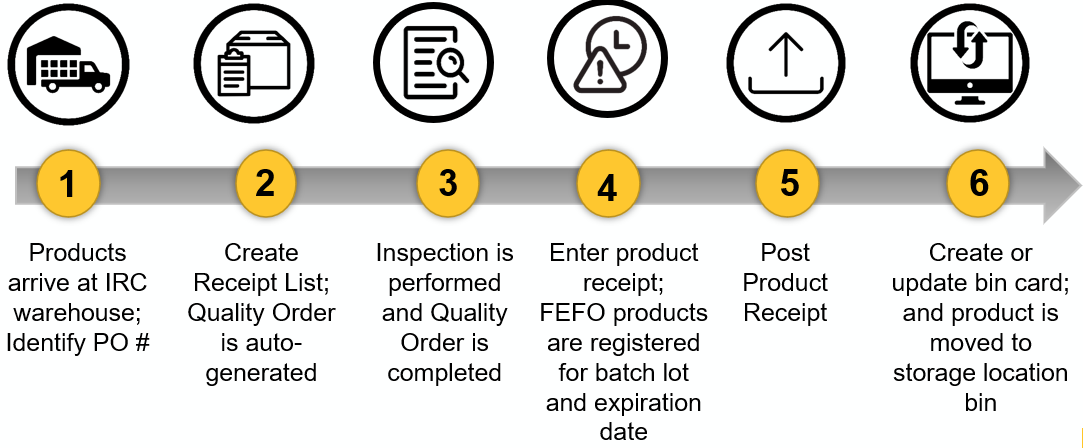 1
2
3
4
5
6
Products
arrive at IRC
warehouse;
Identify PO #
Create
Receipt List;
Quality Order
is auto-
generated
Inspection is
performed
and Quality
Order is
completed
Enter product
receipt;
FEFO products
are registered
for batch lot
and expiration
date
Post
Product
Receipt
Create or
update bin card;
and product is
moved to
storage location
bin